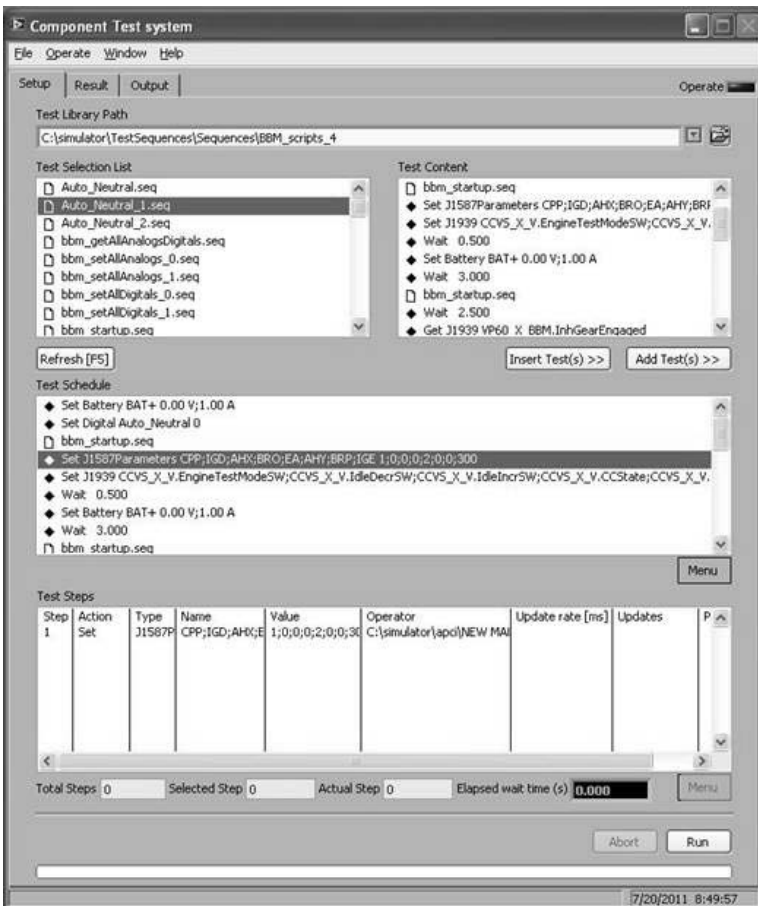 Component Test system
File Operate Window Help
Setup Result Output Operate
Test Library Path
C:\simulator\TestSequences\Sequences\BBM_scripts_4
Test Selection List
Auto_Neutral.seq
Auto_Neutral_1.seq
Auto_Neutral_2.seq
bbm_getAllAnalogsDigitals.seq
bbm_setAllAnalogs_0.seq
bbm_setAllAnalogs_1.seq
bbm_setAllDigitals_0.seq
bbm_setAllDigitals_1.seq
bbm startup.seq
Test Content
bbm_startup.seq
Set J1587Parameters CPP;IGD;AHX;BRO;EA;AHY;BRI
Set J1939 CCVS_X_V.EngineTestModeSW;CCVS_X_V.
Wait 0.500
Set Battery BAT+ 0.00 V;1.00 A
Wait 3.000
bbm_startup.seq
Wait 2.500
Get J1939 VP60 X BBM.InhGearEngaged
Refresh [F5] Insert Test(s) >> Add Test(s) >>
Test Schedule
Set Battery BAT+ 0.00 V;1.00 A
Set Digital Auto_Neutral 0
bbm_startup.seq
Set J1587Parameters CPP;IGD;AHX;BRO;EA;AHY;BRP;IGE 1;0;0;0;2;0;0;300
Set J1939 CCVS_X_V.EngineTestModeSW;CCVS_X_V.IdleDecrSW;CCVS_X_V.IdleIncrSW;CCVS_X_V.CCState;CCVS_X_V.
Wait 0.500
Set Battery BAT+ 0.00 V;1.00 A
Wait 3.000
bbm startup.seq
Menu
Test Steps
Step Action Type Name Value Operator Update rate [ms] Updates P
1 Set J1587P CPP;IGD;AHX;E 1;0;0;0;2;0;0;30 C:\simulator\apci\NEW MAI
Total Steps 0 Selected Step 0 Actual Step 0 Elapsed wait time (s) 0.000 Menu
Abort Run
7/20/2011 8:49:57